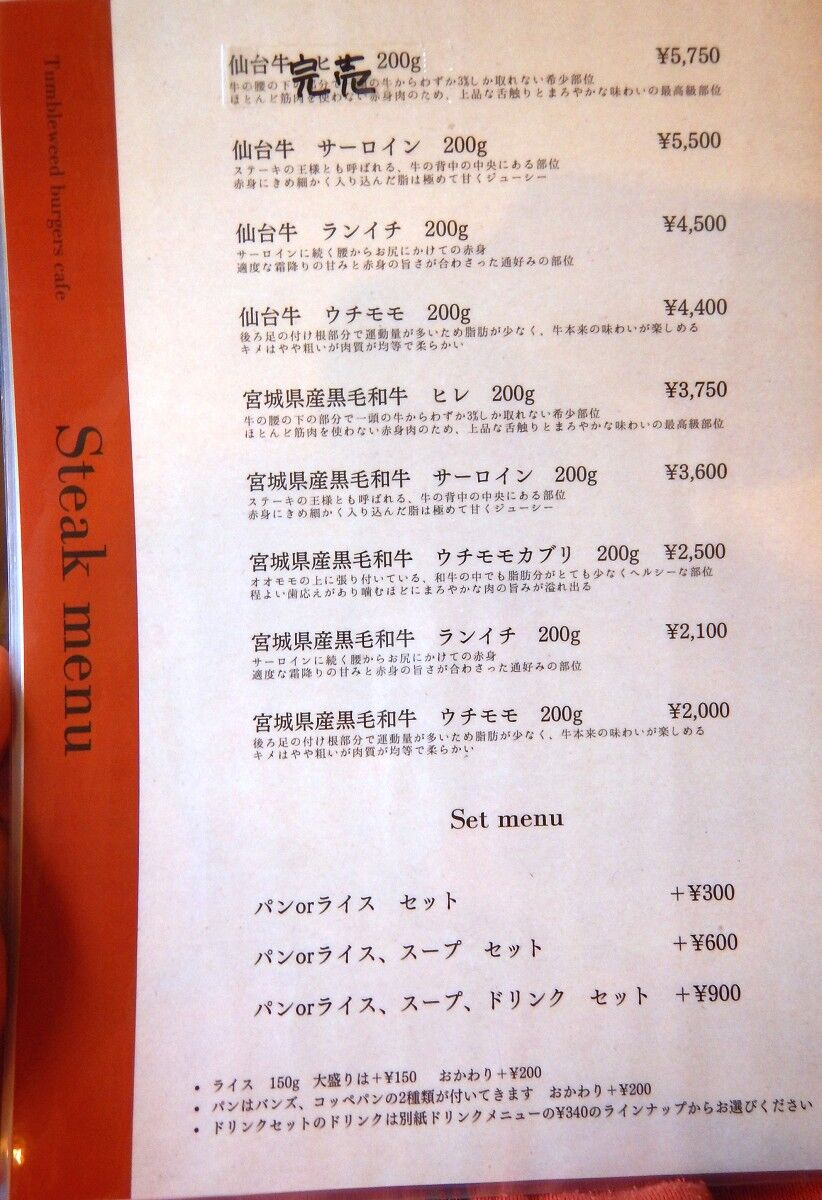 Tumbleweed burgers cafe
Steak menu
仙台牛 ヒ 200g ¥5,750
完売
牛の腰の下 部分で の牛からわずか3%しか取れない希少部位
ほとんど筋肉を使わない赤身肉のため、上品な舌触りとまろやかな味わいの最高級部位
仙台牛 サーロイン 200g ¥5,500
ステーキの王様とも呼ばれる、牛の背中の中央にある部位
赤身にきめ細かく入り込んだ脂は極めて甘くジューシー
仙台牛 ランイチ 200g ¥4,500
サーロインに続く腰からお尻にかけての赤身
適度な霜降りの甘みと赤身の旨さが合わさった通好みの部位
仙台牛 ウチモモ 200g ¥4,400
後ろ足の付け根部分で運動量が多いため脂肪が少なく、牛本来の味わいが楽しめる
キメはやや粗いが肉質が均等で柔らかい
宮城県産黒毛和牛 ヒレ 200g ¥3,750
牛の腰の下の部分で一頭の牛からわずか3%しか取れない希少部位
ほとんど筋肉を使わない赤身肉のため、上品な舌触りとまろやかな味わいの最高級部位
宮城県産黒毛和牛 サーロイン 200g ¥3,600
ステーキの王様とも呼ばれる、牛の背中の中央にある部位
赤身にきめ細かく入り込んだ脂は極めて甘くジューシー
宮城県産黒毛和牛 ウチモモカブリ 200g ¥2,500
オオモモの上に張り付いている、和牛の中でも脂肪分がとても少なくヘルシーな部位
程よい歯応えがあり噛むほどにまろやかな肉の旨みが溢れ出る
宮城県産黒毛和牛 ランイチ 200g ¥2,100
サーロインに続く腰からお尻にかけての赤身
適度な霜降りの甘みと赤身の旨さが合わさった通好みの部位
宮城県産黒毛和牛 ウチモモ 200g ¥2,000
後ろ足の付け根部分で運動量が多いため脂肪が少なく、牛本来の味わいが楽しめる
キメはやや粗いが肉質が均等で柔らかい
Set menu
パンorライス セット +¥300
パンorライス、スープ セット +¥600
パンorライス、スープ、ドリンク セット +¥900
• ライス 150g 大盛りは+¥150 おかわり+¥200
• パンはバンズ、コッペパンの2種類が付いてきます おかわり+¥200
• ドリンクセットのドリンクは別紙ドリンクメニューの¥340のラインナップからお選びください